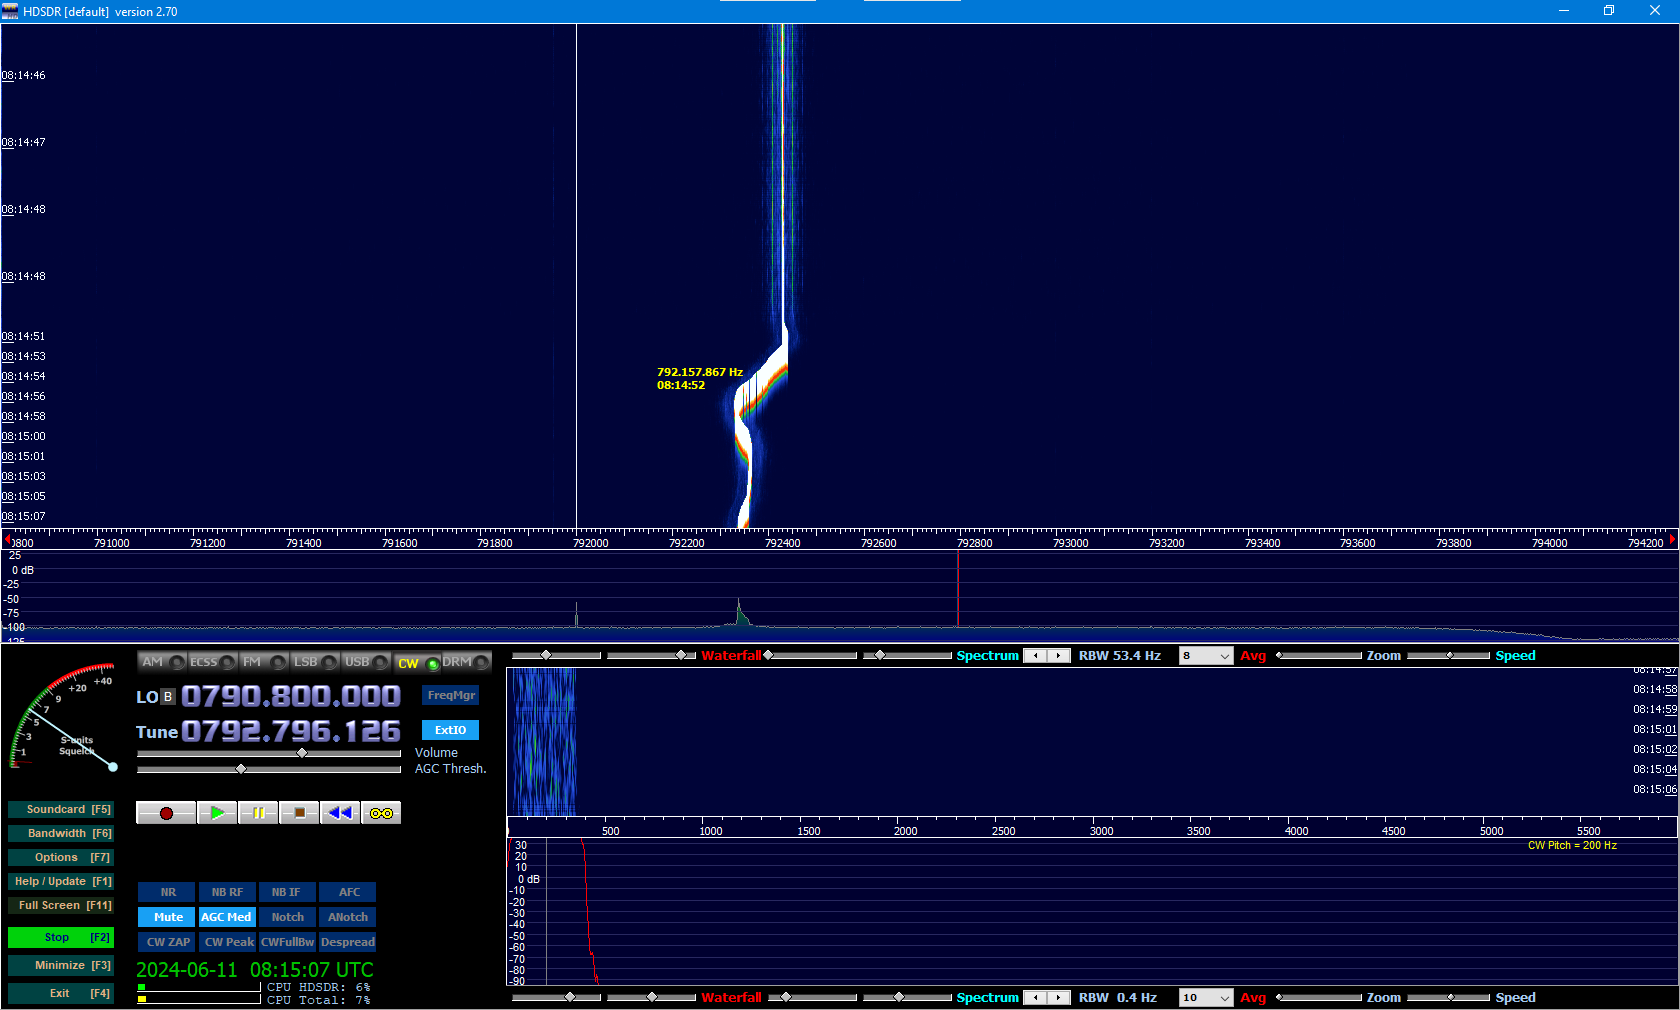 HDSDR [default]  version 2.70
08:14:46
08:14:47
08:14:48
08:14:48
08:14:51
08:14:53
792.157.867 Hz
08:14:54
08:14:52
08:14:56
08:14:58
08:15:00
08:15:01
08:15:03
08:15:05
08:15:07
0800 791000 791200 791400 791600 791800 792000 792200 792400 792600 792800 793000 793200 793400 793600 793800 794000 794200
25
0 dB
-25
-50
-75
-100
-125
AM ECSS FM LSB USB CW DRM
Waterfall Spectrum RBW 53.4 Hz 8 Avg Zoom Speed
+20 +40
9
7
5
3
1
S-units
Squelch
LO B 0790.800.000 FreqMgr
Tune 0792.796.126 ExtIO
Volume
AGC Thresh.
08:14:57
08:14:58
08:14:59
08:15:01
08:15:02
08:15:04
08:15:06
Soundcard [F5]
Bandwidth [F6]
Options [F7]
Help / Update [F1]
Full Screen [F11]
Stop [F2]
Minimize [F3]
Exit [F4]
NR NB RF NB IF AFC
Mute AGC Med Notch ANotch
CW ZAP CW Peak CWFullBw Despread
2024-06-11 08:15:07 UTC
CPU HDSDR: 6%
CPU Total: 7%
500 1000 1500 2000 2500 3000 3500 4000 4500 5000 5500
CW Pitch = 200 Hz
30
20
10
0 dB
-10
-20
-30
-40
-50
-60
-70
-80
-90
Waterfall Spectrum RBW 0.4 Hz 10 Avg Zoom Speed